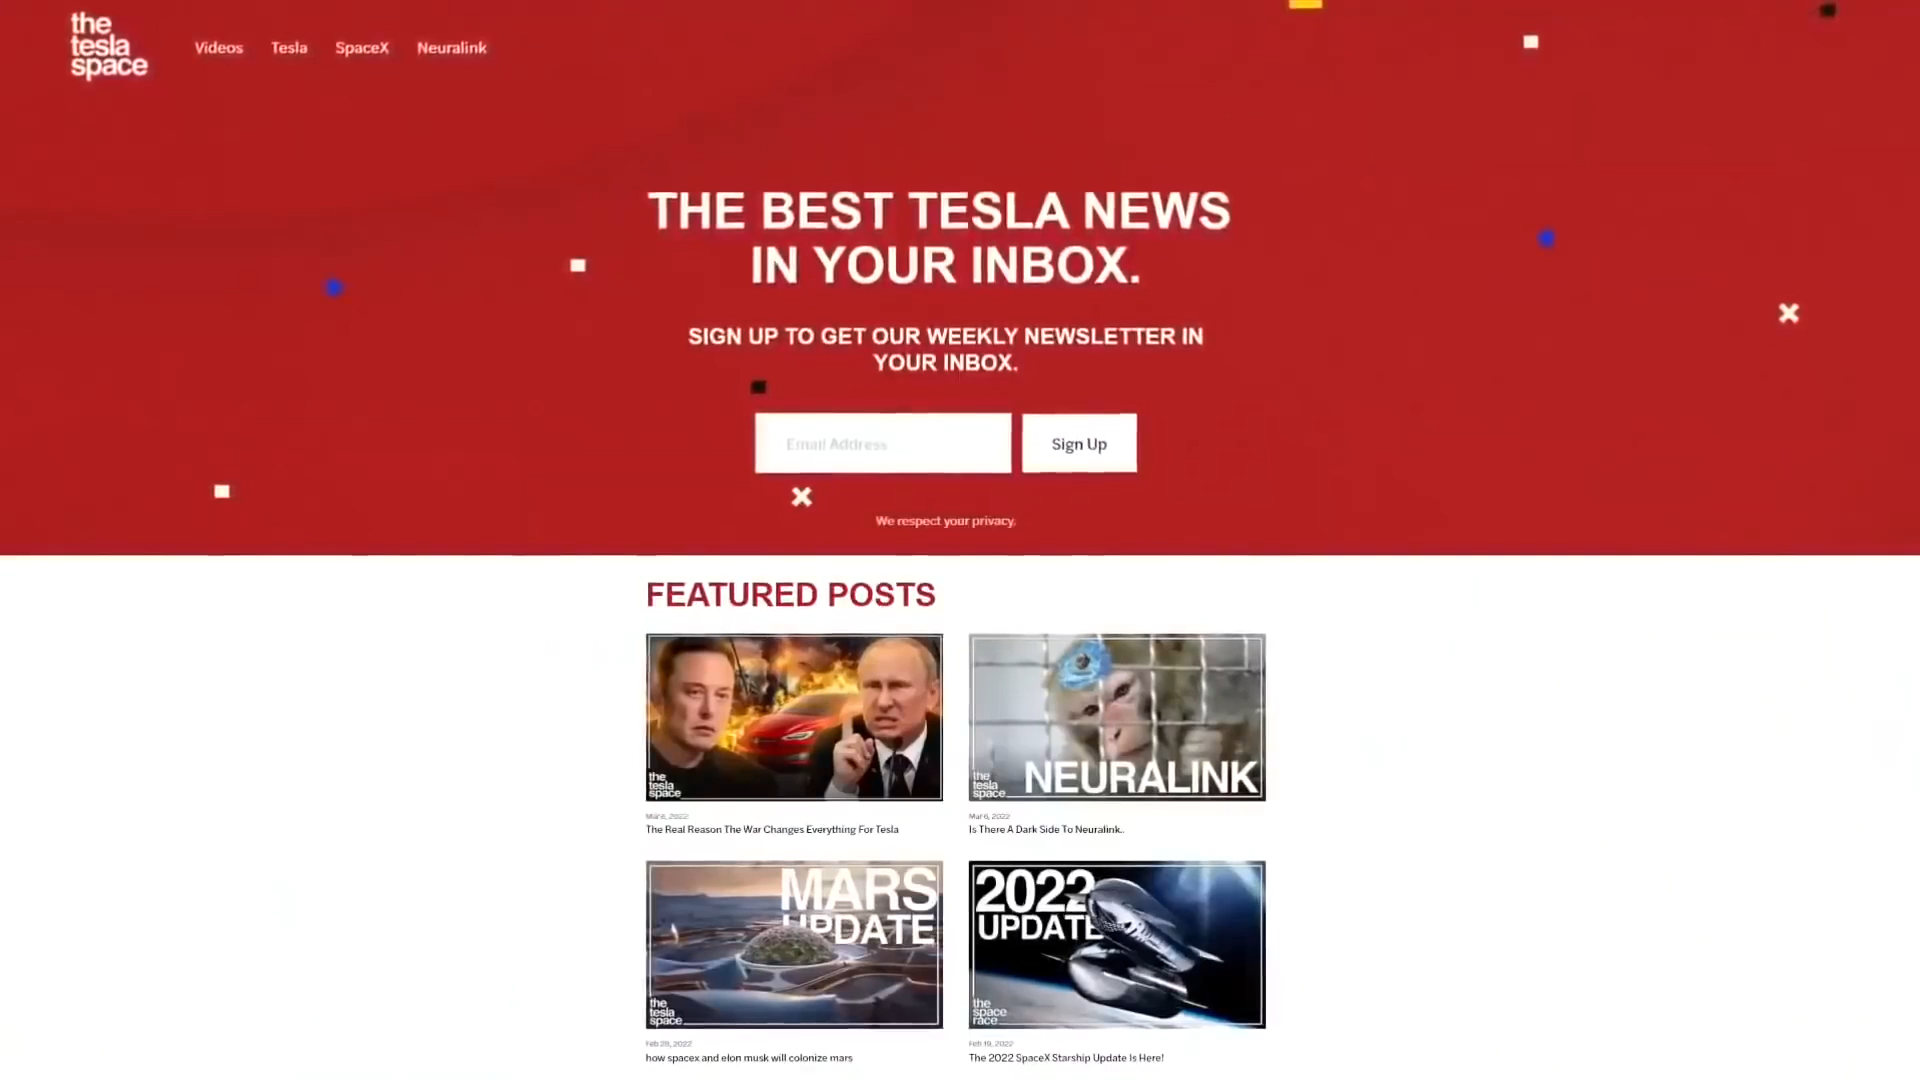 the
tesla
space
Videos Tesla SpaceX Neuralink
THE BEST TESLA NEWS
IN YOUR INBOX.
SIGN UP TO GET OUR WEEKLY NEWSLETTER IN
YOUR INBOX.
Email Address
Sign Up
We respect your privacy.
FEATURED POSTS
the
tesla
space
the
tesla
space
NEURALINK
Mar 6, 2022
The Real Reason The War Changes Everything For Tesla
Is There A Dark Side To Neuralink..
MARS
UPDATE
the
tesla
space
2022
UPDATE
the
space
race
Feb 28, 2022
how spacex and elon musk will colonize mars
Feb 19, 2022
The 2022 SpaceX Starship Update Is Here!